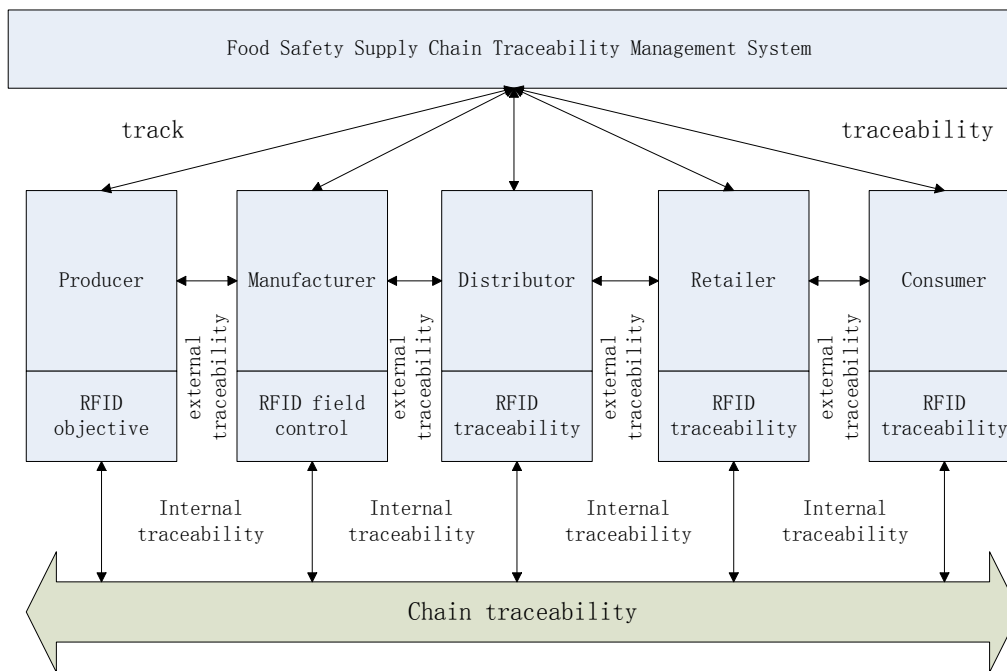 Food Safety Supply Chain Traceability Management System
track
traceability
Producer
Manufacturer
Distributor
Retailer
Consumer
external
traceability
external
traceability
external
traceability
external
traceability
RFID
objective
RFID field
control
RFID
traceability
RFID
traceability
RFID
traceability
Internal
traceability
Internal
traceability
Internal
traceability
Internal
traceability
Chain traceability